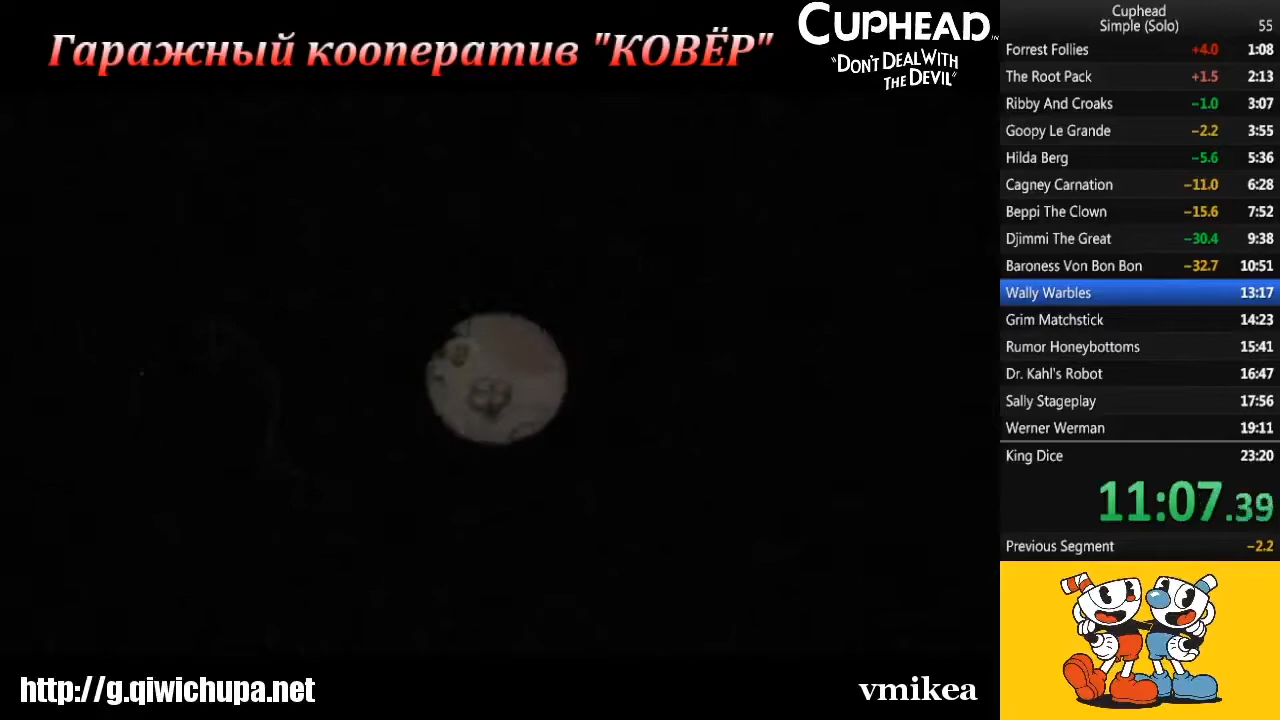 Гаражный кооператив "КОВЁР"
CUPHEAD
"DON'T DEAL WITH
THE DEVIL"
Cuphead
Simple (Solo) 55
Forrest Follies +4.0 1:08
The Root Pack +1.5 2:13
Ribby And Croaks −1.0 3:07
Goopy Le Grande −2.2 3:55
Hilda Berg −5.6 5:36
Cagney Carnation −11.0 6:28
Beppi The Clown −15.6 7:52
Djimmi The Great −30.4 9:38
Baroness Von Bon Bon −32.7 10:51
Wally Warbles 13:17
Grim Matchstick 14:23
Rumor Honeybottoms 15:41
Dr. Kahl's Robot 16:47
Sally Stageplay 17:56
Werner Werman 19:11
King Dice 23:20
11:07.39
Previous Segment −2.2
http://g.qiwichupa.net
vmikea